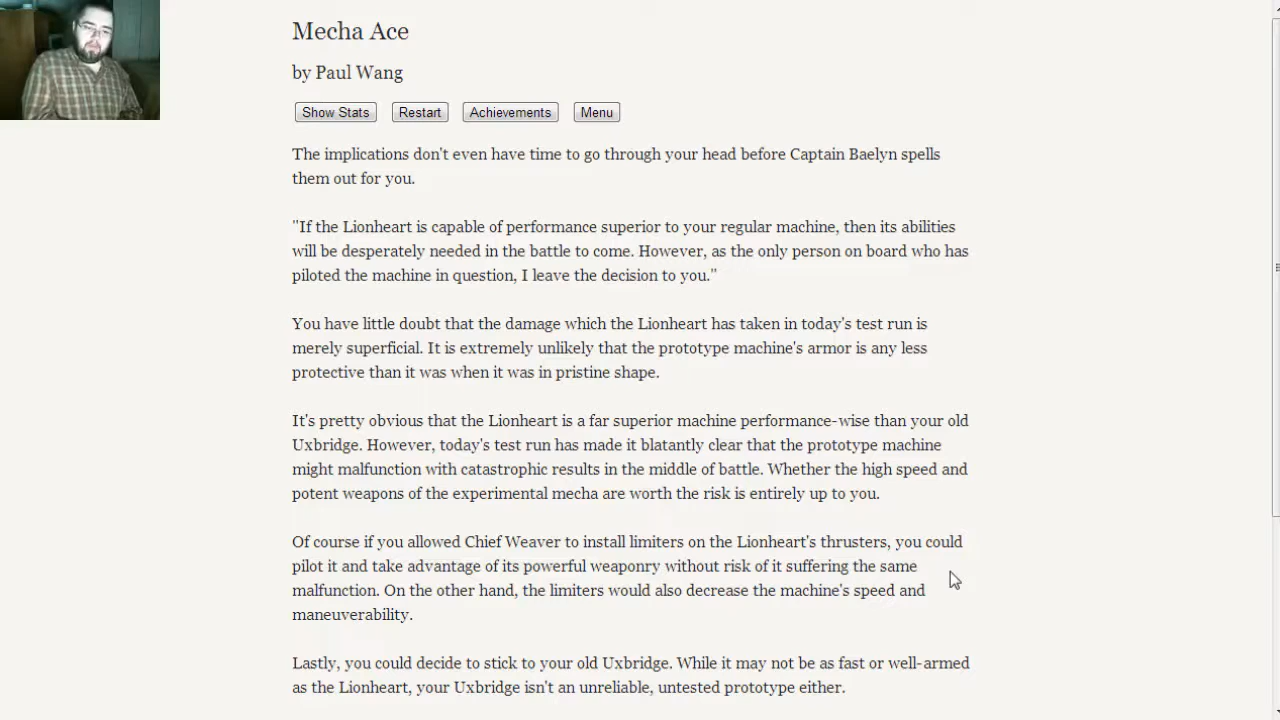 Mecha Ace
by Paul Wang
Show Stats Restart Achievements Menu
The implications don't even have time to go through your head before Captain Baelyn spells
them out for you.
"If the Lionheart is capable of performance superior to your regular machine, then its abilities
will be desperately needed in the battle to come. However, as the only person on board who has
piloted the machine in question, I leave the decision to you."
You have little doubt that the damage which the Lionheart has taken in today's test run is
merely superficial. It is extremely unlikely that the prototype machine's armor is any less
protective than it was when it was in pristine shape.
It's pretty obvious that the Lionheart is a far superior machine performance-wise than your old
Uxbridge. However, today's test run has made it blatantly clear that the prototype machine
might malfunction with catastrophic results in the middle of battle. Whether the high speed and
potent weapons of the experimental mecha are worth the risk is entirely up to you.
Of course if you allowed Chief Weaver to install limiters on the Lionheart's thrusters, you could
pilot it and take advantage of its powerful weaponry without risk of it suffering the same
malfunction. On the other hand, the limiters would also decrease the machine's speed and
maneuverability.
Lastly, you could decide to stick to your old Uxbridge. While it may not be as fast or well-armed
as the Lionheart, your Uxbridge isn't an unreliable, untested prototype either.